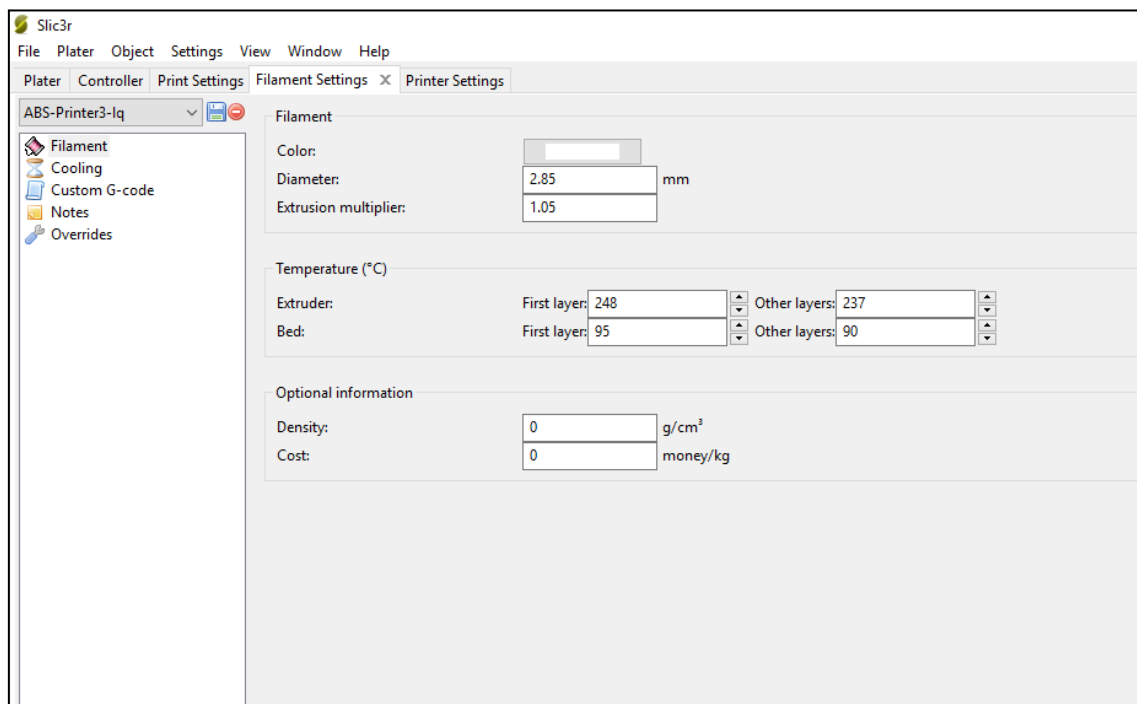 Slic3r
File Plater Object Settings View Window Help
Plater Controller Print Settings Filament Settings X Printer Settings
ABS-Printer3-lq
Filament
Cooling
Custom G-code
Notes
Overrides
Filament
Color:
Diameter: 2.85 mm
Extrusion multiplier: 1.05
Temperature (°C)
Extruder: First layer: 248 Other layers: 237
Bed: First layer: 95 Other layers: 90
Optional information
Density: 0 g/cm³
Cost: 0 money/kg